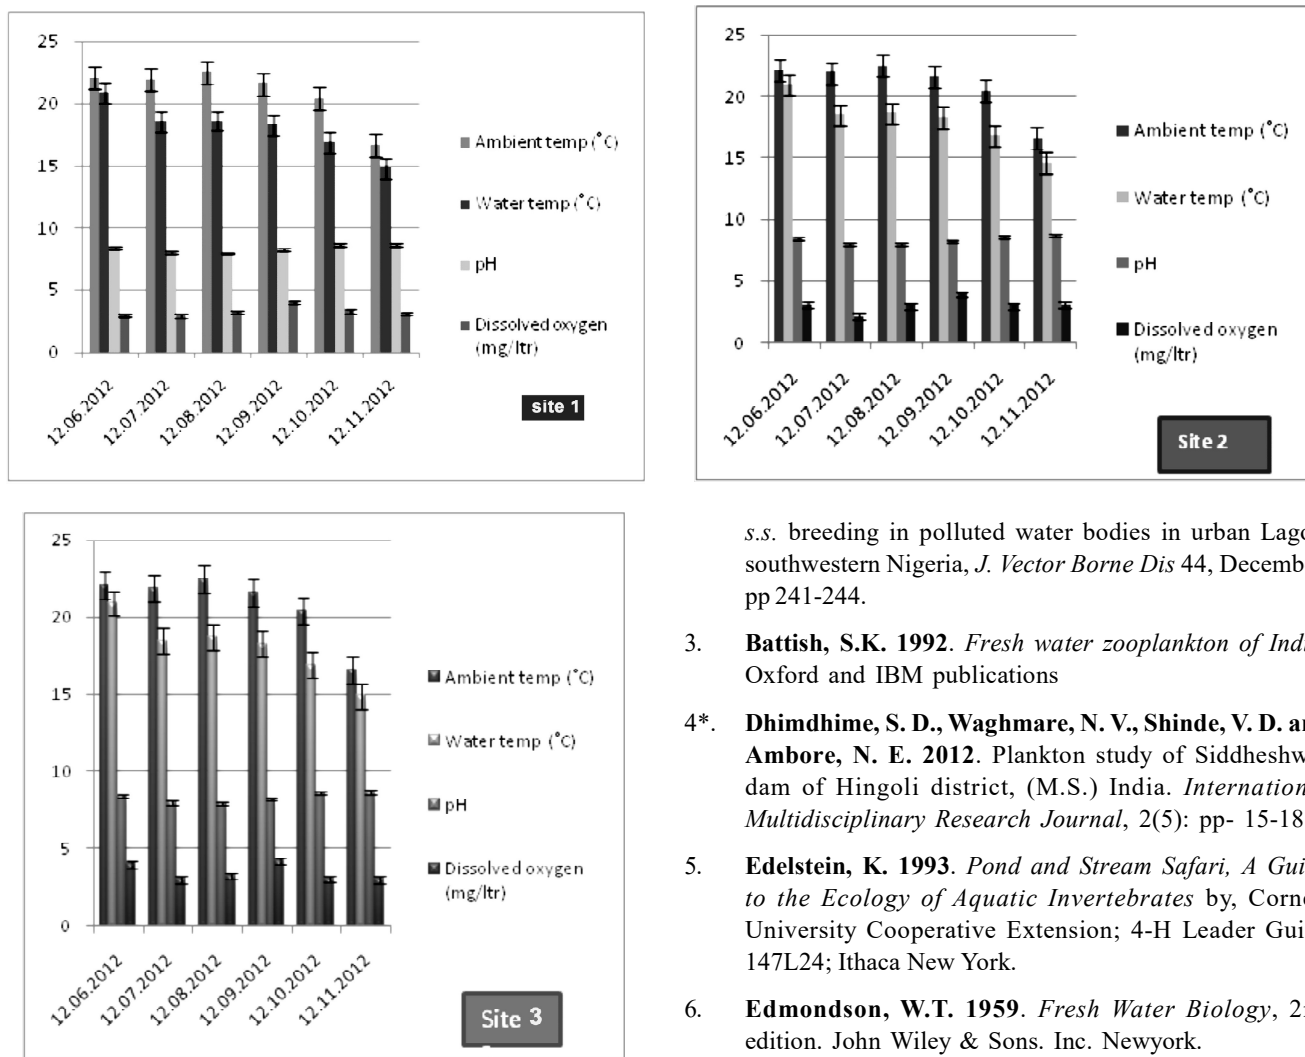 25
20
15
10
5
0
12.06.2012
12.07.2012
12.08.2012
12.09.2012
12.10.2012
12.11.2012
Ambient temp (˚C)
Water temp (˚C)
pH
Dissolved oxygen
(mg/ltr)
site 1
25
20
15
10
5
0
12.06.2012
12.07.2012
12.08.2012
12.09.2012
12.10.2012
12.11.2012
Ambient temp (˚C)
Water temp (˚C)
pH
Dissolved oxygen
(mg/ltr)
Site 2
25
20
15
10
5
0
12.06.2012
12.07.2012
12.08.2012
12.09.2012
12.10.2012
12.11.2012
Ambient temp (˚C)
Water temp (˚C)
pH
Dissolved oxygen
(mg/ltr)
Site 3
s.s. breeding in polluted water bodies in urban
southwestern Nigeria, J. Vector Borne Dis 44,
pp 241-244.
3. Battish, S.K. 1992. Fresh water zooplankton of
Oxford and IBM publications
4*. Dhimdhime, S. D., Waghmare, N. V., Shinde, V. D.
Ambore, N. E. 2012. Plankton study of
dam of Hingoli district, (M.S.) India.
Multidisciplinary Research Journal, 2(5): pp- 15-18
5. Edelstein, K. 1993. Pond and Stream Safari, A
to the Ecology of Aquatic Invertebrates by,
University Cooperative Extension; 4-H Leader
147L24; Ithaca New York.
6. Edmondson, W.T. 1959. Fresh Water Biology,
edition. John Wiley & Sons. Inc. Newyork.